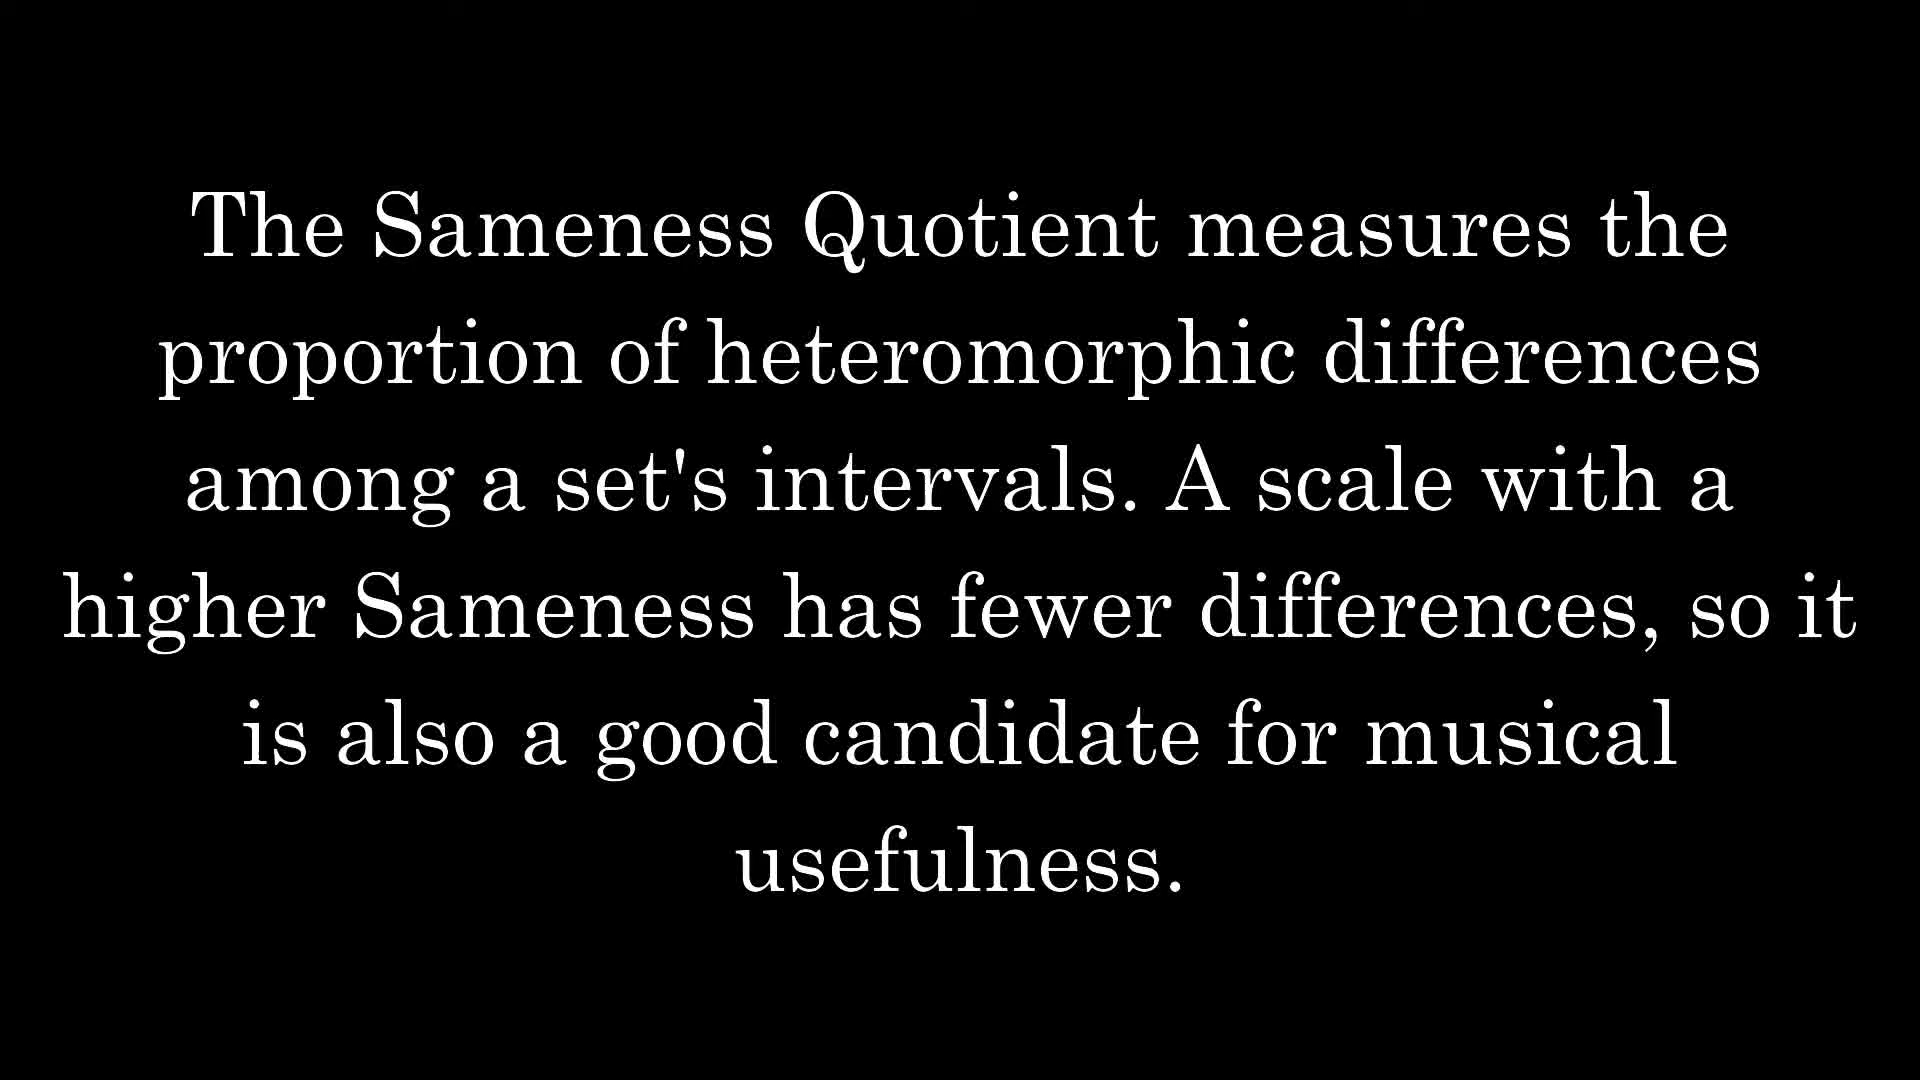 The Sameness Quotient measures the
proportion of heteromorphic differences
among a set's intervals. A scale with a
higher Sameness has fewer differences, so it
is also a good candidate for musical
usefulness.